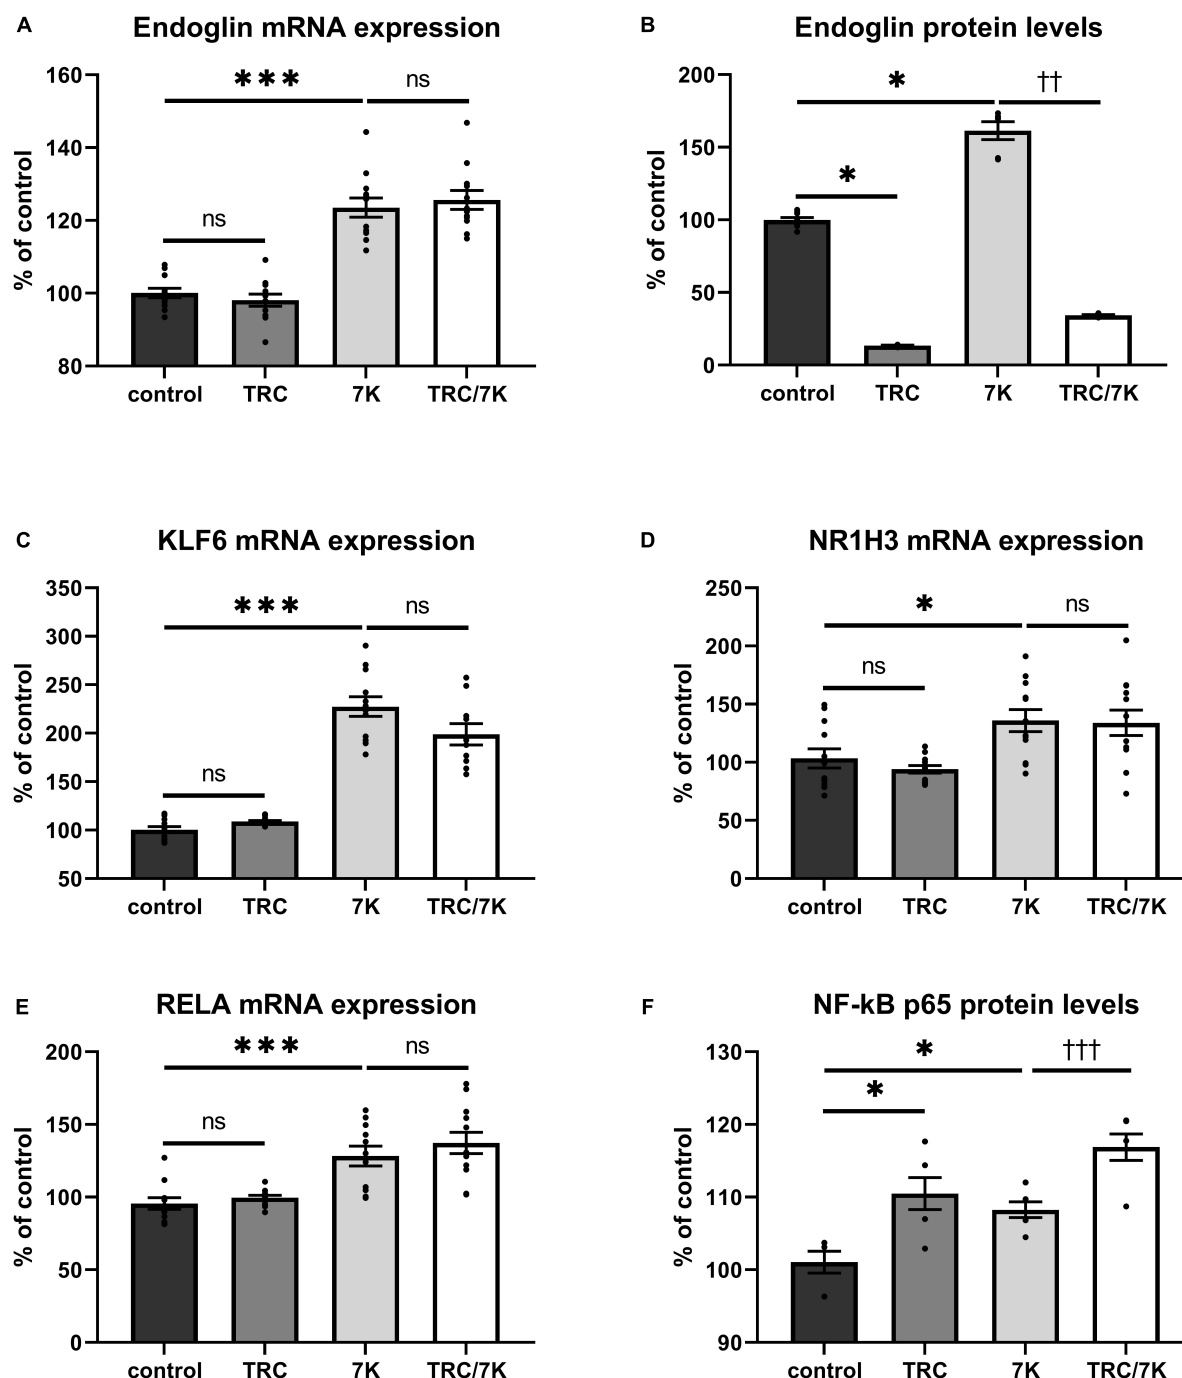 A Endoglin mRNA expression
% of control
160
140
120
100
80
✱✱✱
ns
ns
control TRC 7K TRC/7K
B Endoglin protein levels
% of control
200
150
100
50
0
✱
††
✱
control TRC 7K TRC/7K
C KLF6 mRNA expression
% of control
350
300
250
200
150
100
50
✱✱✱
ns
ns
control TRC 7K TRC/7K
D NR1H3 mRNA expression
% of control
250
200
150
100
50
0
✱
ns
ns
control TRC 7K TRC/7K
E RELA mRNA expression
% of control
200
150
100
50
0
✱✱✱
ns
ns
control TRC 7K TRC/7K
F NF-kB p65 protein levels
% of control
130
120
110
100
90
✱
†††
✱
control TRC 7K TRC/7K